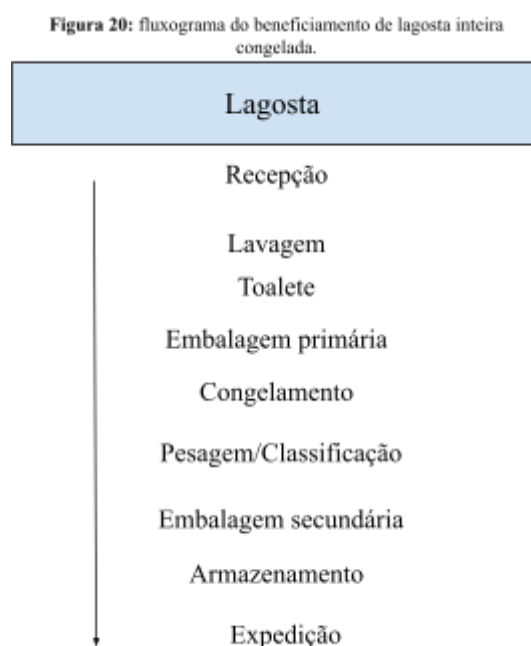 Figura 20: fluxograma do beneficiamento de lagosta inteira
congelada.
Lagosta
Recepção
Lavagem
Toalete
Embalagem primária
Congelamento
Pesagem/Classificação
Embalagem secundária
Armazenamento
Expedição